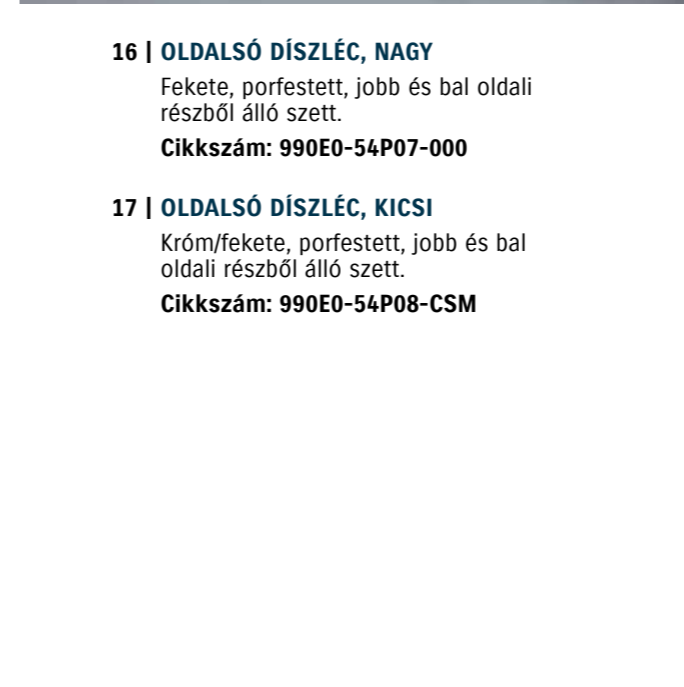 16 | OLDALSÓ DÍSZLÉC, NAGY
Fekete, porfestett, jobb és bal oldali
részből álló szett.
Cikkszám: 990E0-54P07-000
17 | OLDALSÓ DÍSZLÉC, KICSI
Króm/fekete, porfestett, jobb és bal
oldali részből álló szett.
Cikkszám: 990E0-54P08-CSM